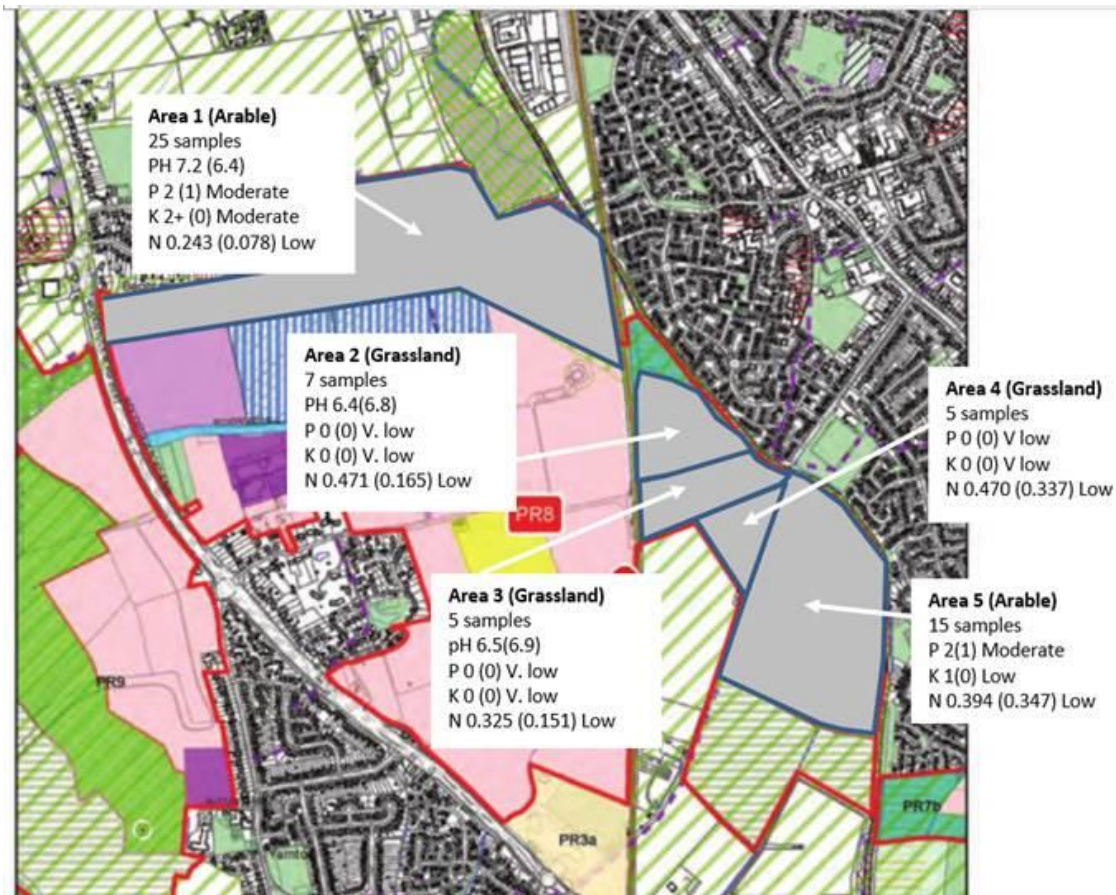 Area 1 (Arable)
25 samples
PH 7.2 (6.4)
P 2 (1) Moderate
K 2+ (0) Moderate
N 0.243 (0.078) Low
Area 2 (Grassland)
7 samples
PH 6.4(6.8)
P 0 (0) V. low
K 0 (0) V. low
N 0.471 (0.165) Low
Area 4 (Grassland)
5 samples
P 0 (0) V low
K 0 (0) V low
N 0.470 (0.337) Low
PR8
Area 3 (Grassland)
5 samples
pH 6.5(6.9)
P 0 (0) V. low
K 0 (0) V. low
N 0.325 (0.151) Low
Area 5 (Arable)
15 samples
P 2(1) Moderate
K 1(0) Low
N 0.394 (0.347) Low
PR9
PR7b
PR3a